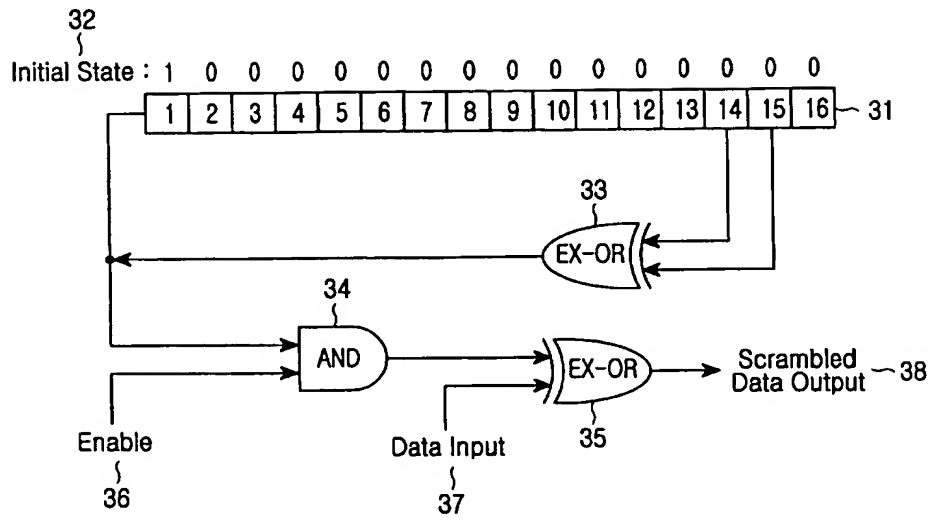 32
Initial State : 1 0 0 0 0 0 0 0 0 0 0 0 0 0 0 0
1 2 3 4 5 6 7 8 9 10 11 12 13 14 15 16
31
33
EX-OR
34
AND
EX-OR
Scrambled
Data Output
38
35
Enable
Data Input
36
37